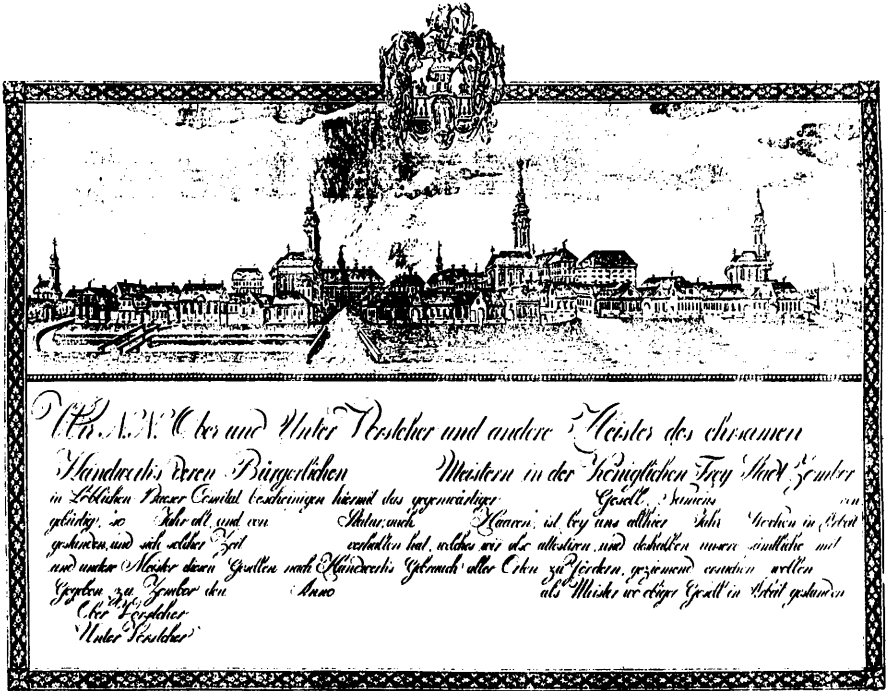 Wir N. N. Ober und Unter Vorsteher und andere Meister des ehrsamen
Handwerks deren Bürgerlichen Meistern in der Königlichen Frey Stadt Zombor
in Löblichen Bacser Comitat bescheinigen hiermit das gegenwärtiger Gesell, Namens von
gebürtig, so Jahr alt, und von Statur, auch Haaren, ist bey uns allhier Jahr Wochen in Arbeit
gestanden, und sich solcher Zeit verhalten hat, welches wir also attestiren, und deshalben unsere sämtliche mit
und andere Meister diesen Gesellen nach Handwerks Gebrauch aller Orten zu fördern, geziemend ersuchen wollen
Gegeben zu Zombor den Anno als Meister wo obiger Gesell in Arbeit gestanden
Ober Vorsteher
Unter Vorsteher